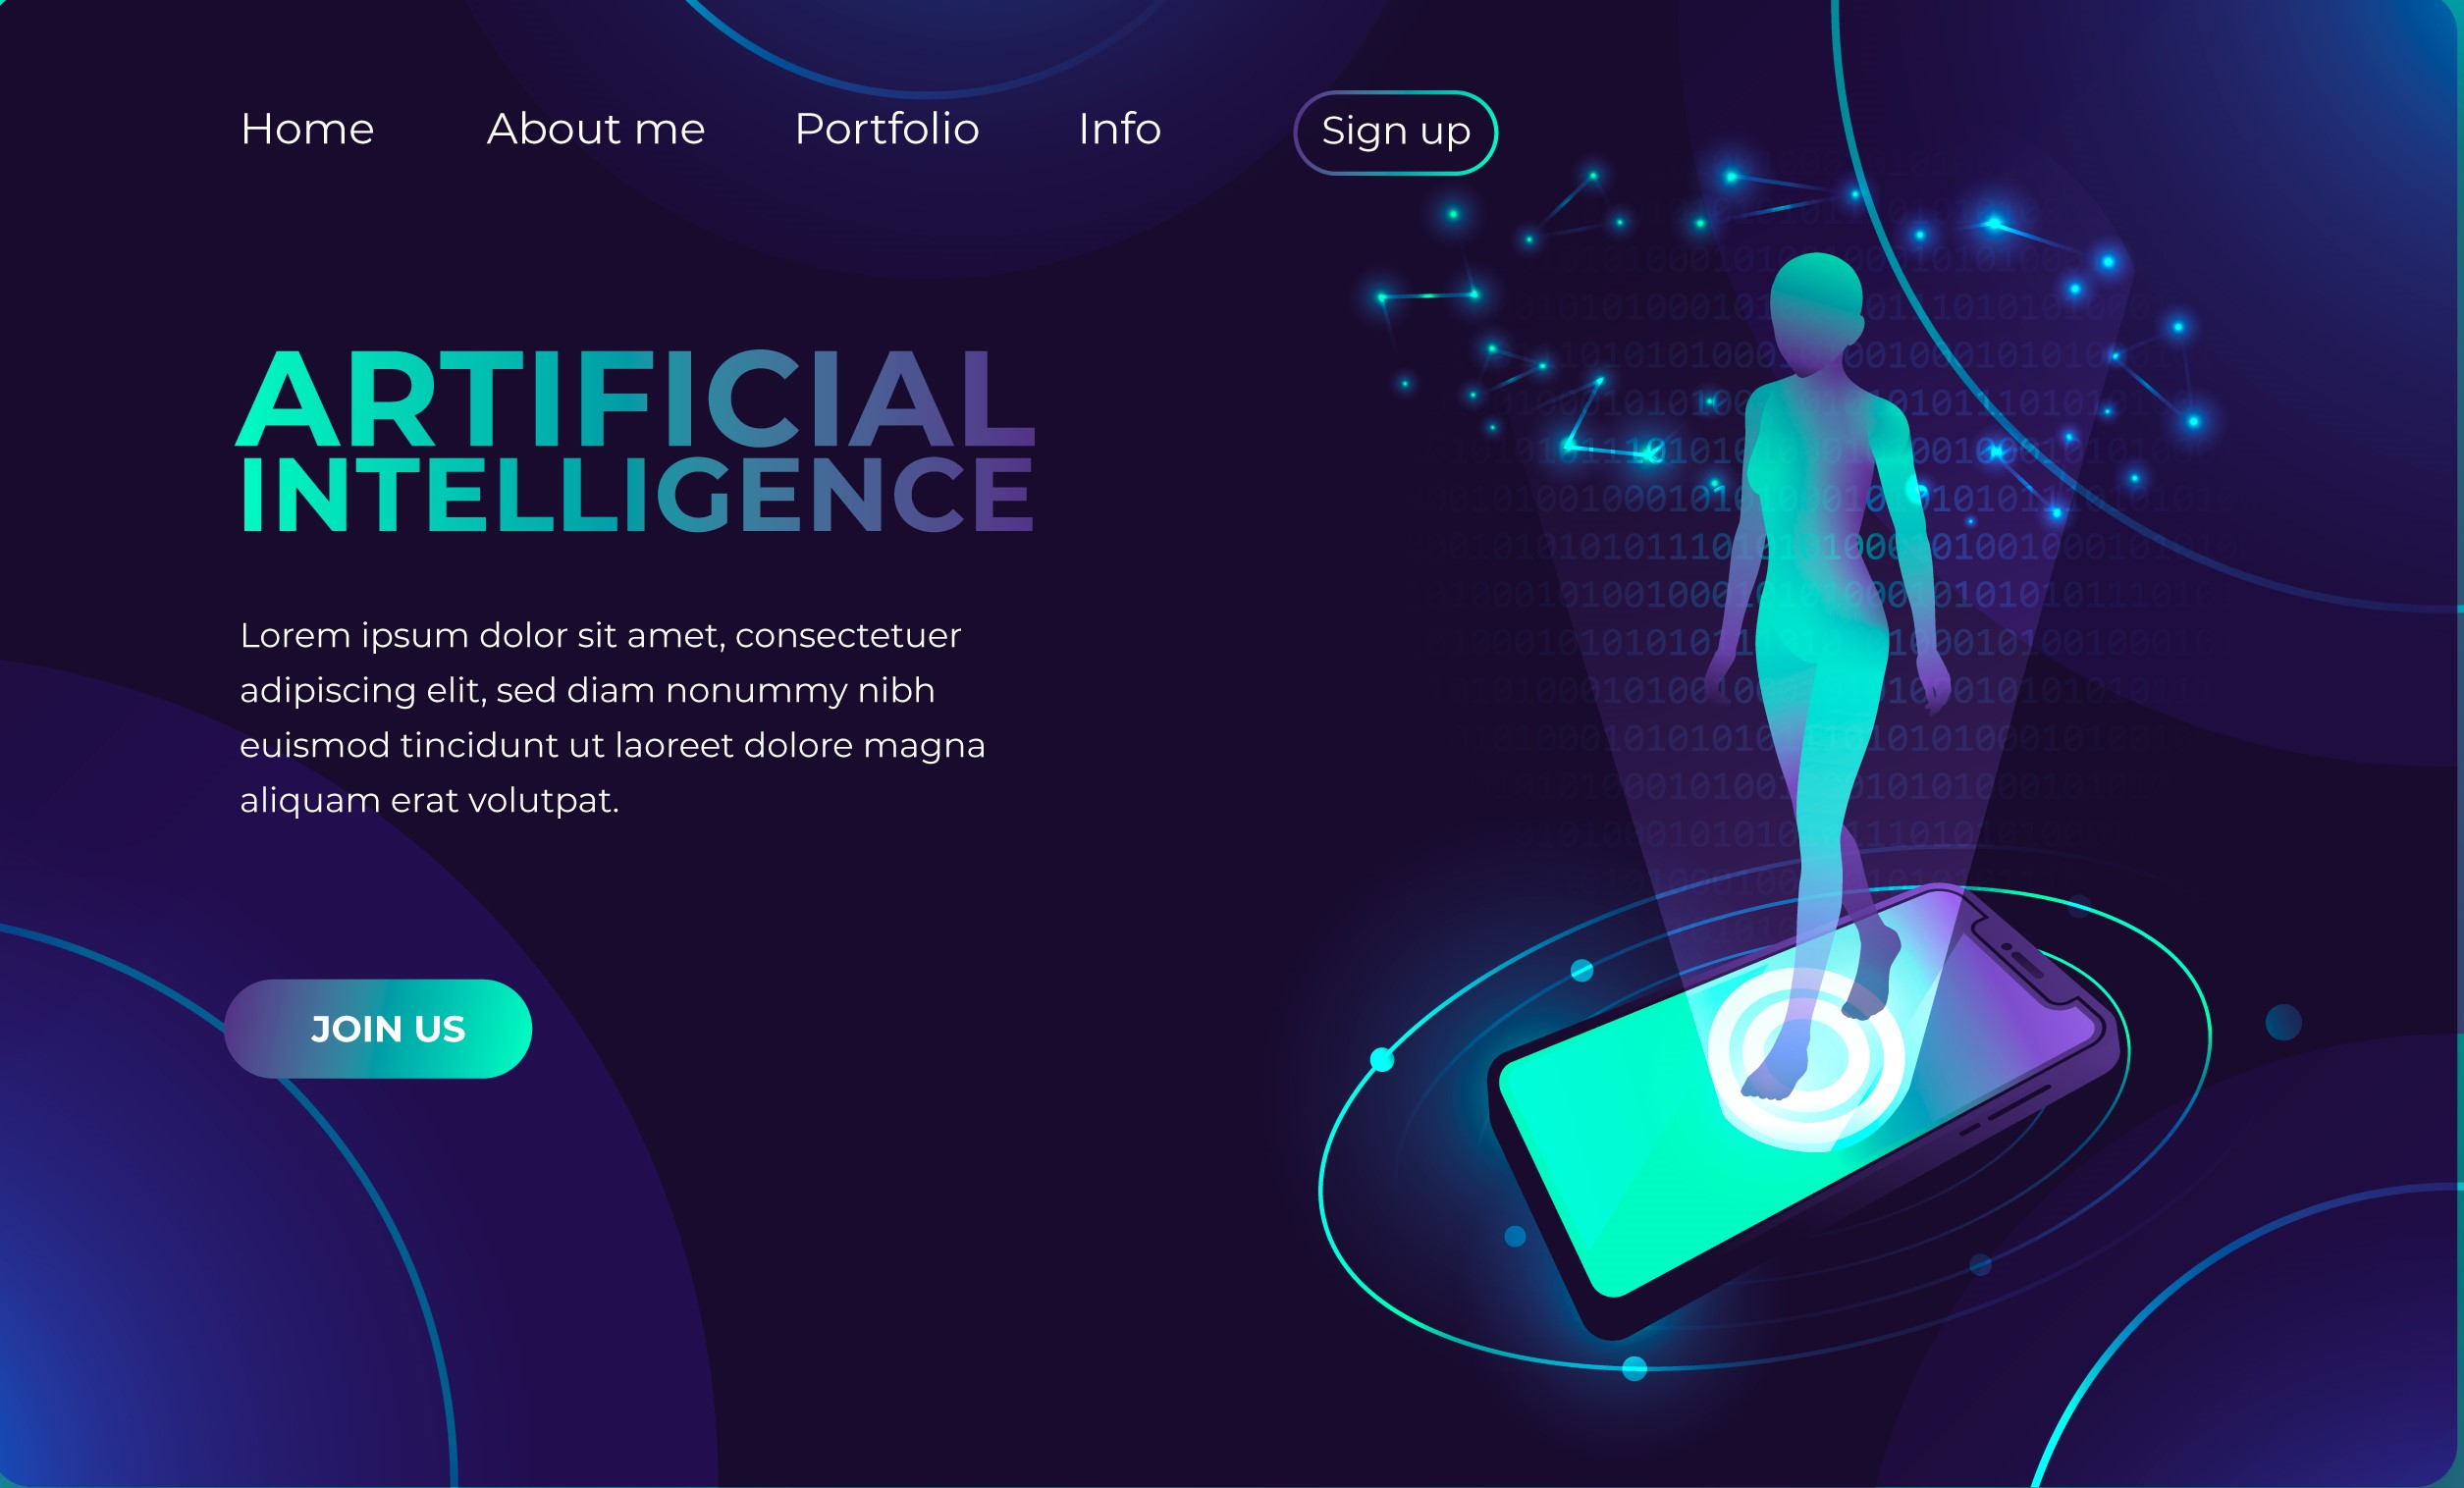 Home About me Portfolio Info Sign up
ARTIFICIAL
INTELLIGENCE
Lorem ipsum dolor sit amet, consectetuer
adipiscing elit, sed diam nonummy nibh
euismod tincidunt ut laoreet dolore magna
aliquam erat volutpat.
JOIN US